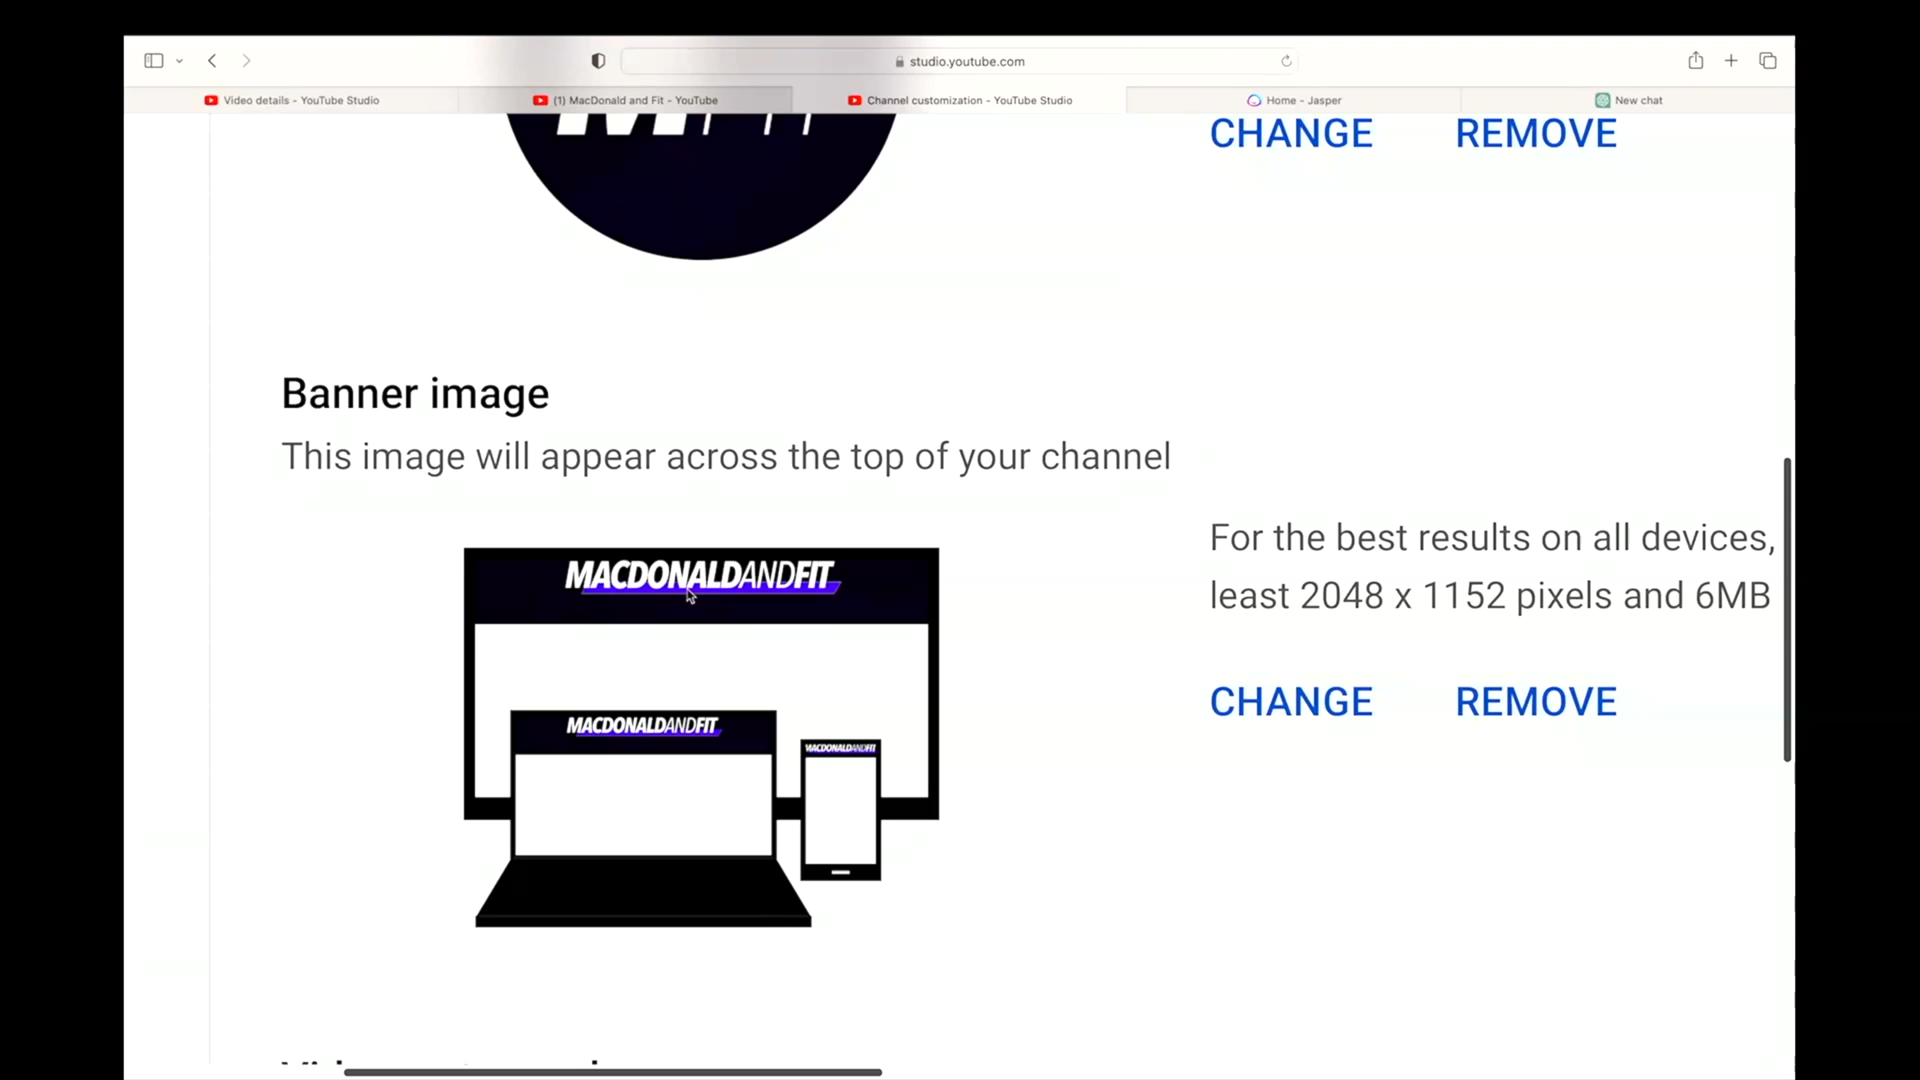 studio.youtube.com
Video details - YouTube Studio
(1) MacDonald and Fit - YouTube
Channel customization - YouTube Studio
Home - Jasper
New chat
CHANGE REMOVE
Banner image
This image will appear across the top of your channel
For the best results on all devices,
least 2048 x 1152 pixels and 6MB
CHANGE REMOVE
MACDONALDANDFIT
MACDONALDANDFIT
MACDONALDANDFIT